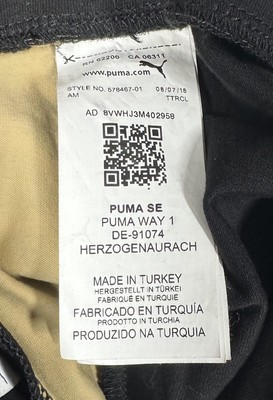 RN 62206 CA 06311
www.puma.com
STYLE NO. 578467-01 08/07/18
AM TTRCL
AD 8VWHJ3M402958
PUMA SE
PUMA WAY 1
DE-91074
HERZOGENAURACH
MADE IN TURKEY
HERGESTELLT IN TÜRKEI
FABRIQUÉ EN TURQUIE
FABRICADO EN TURQUÍA
PRODOTTO IN TURCHIA
PRODUZIDO NA TURQUIA